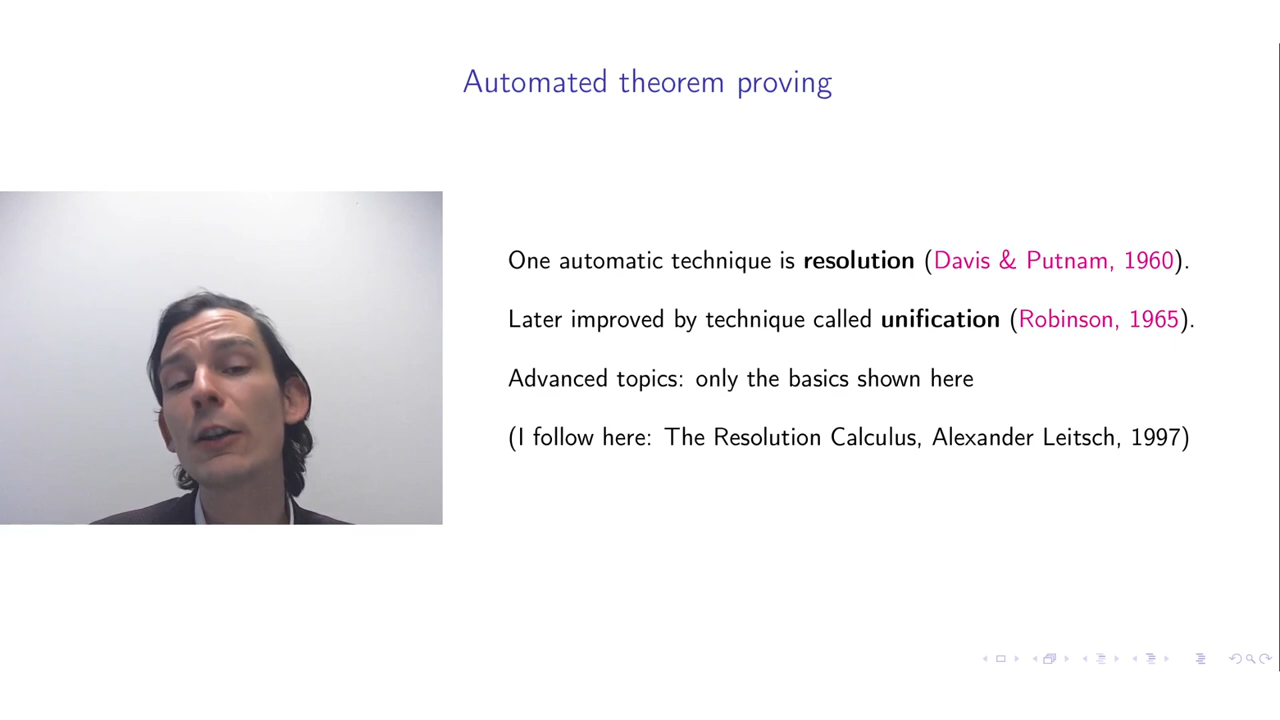 Automated theorem proving
One automatic technique is resolution (Davis & Putnam, 1960).
Later improved by technique called unification (Robinson, 1965).
Advanced topics: only the basics shown here
(I follow here: The Resolution Calculus, Alexander Leitsch, 1997)